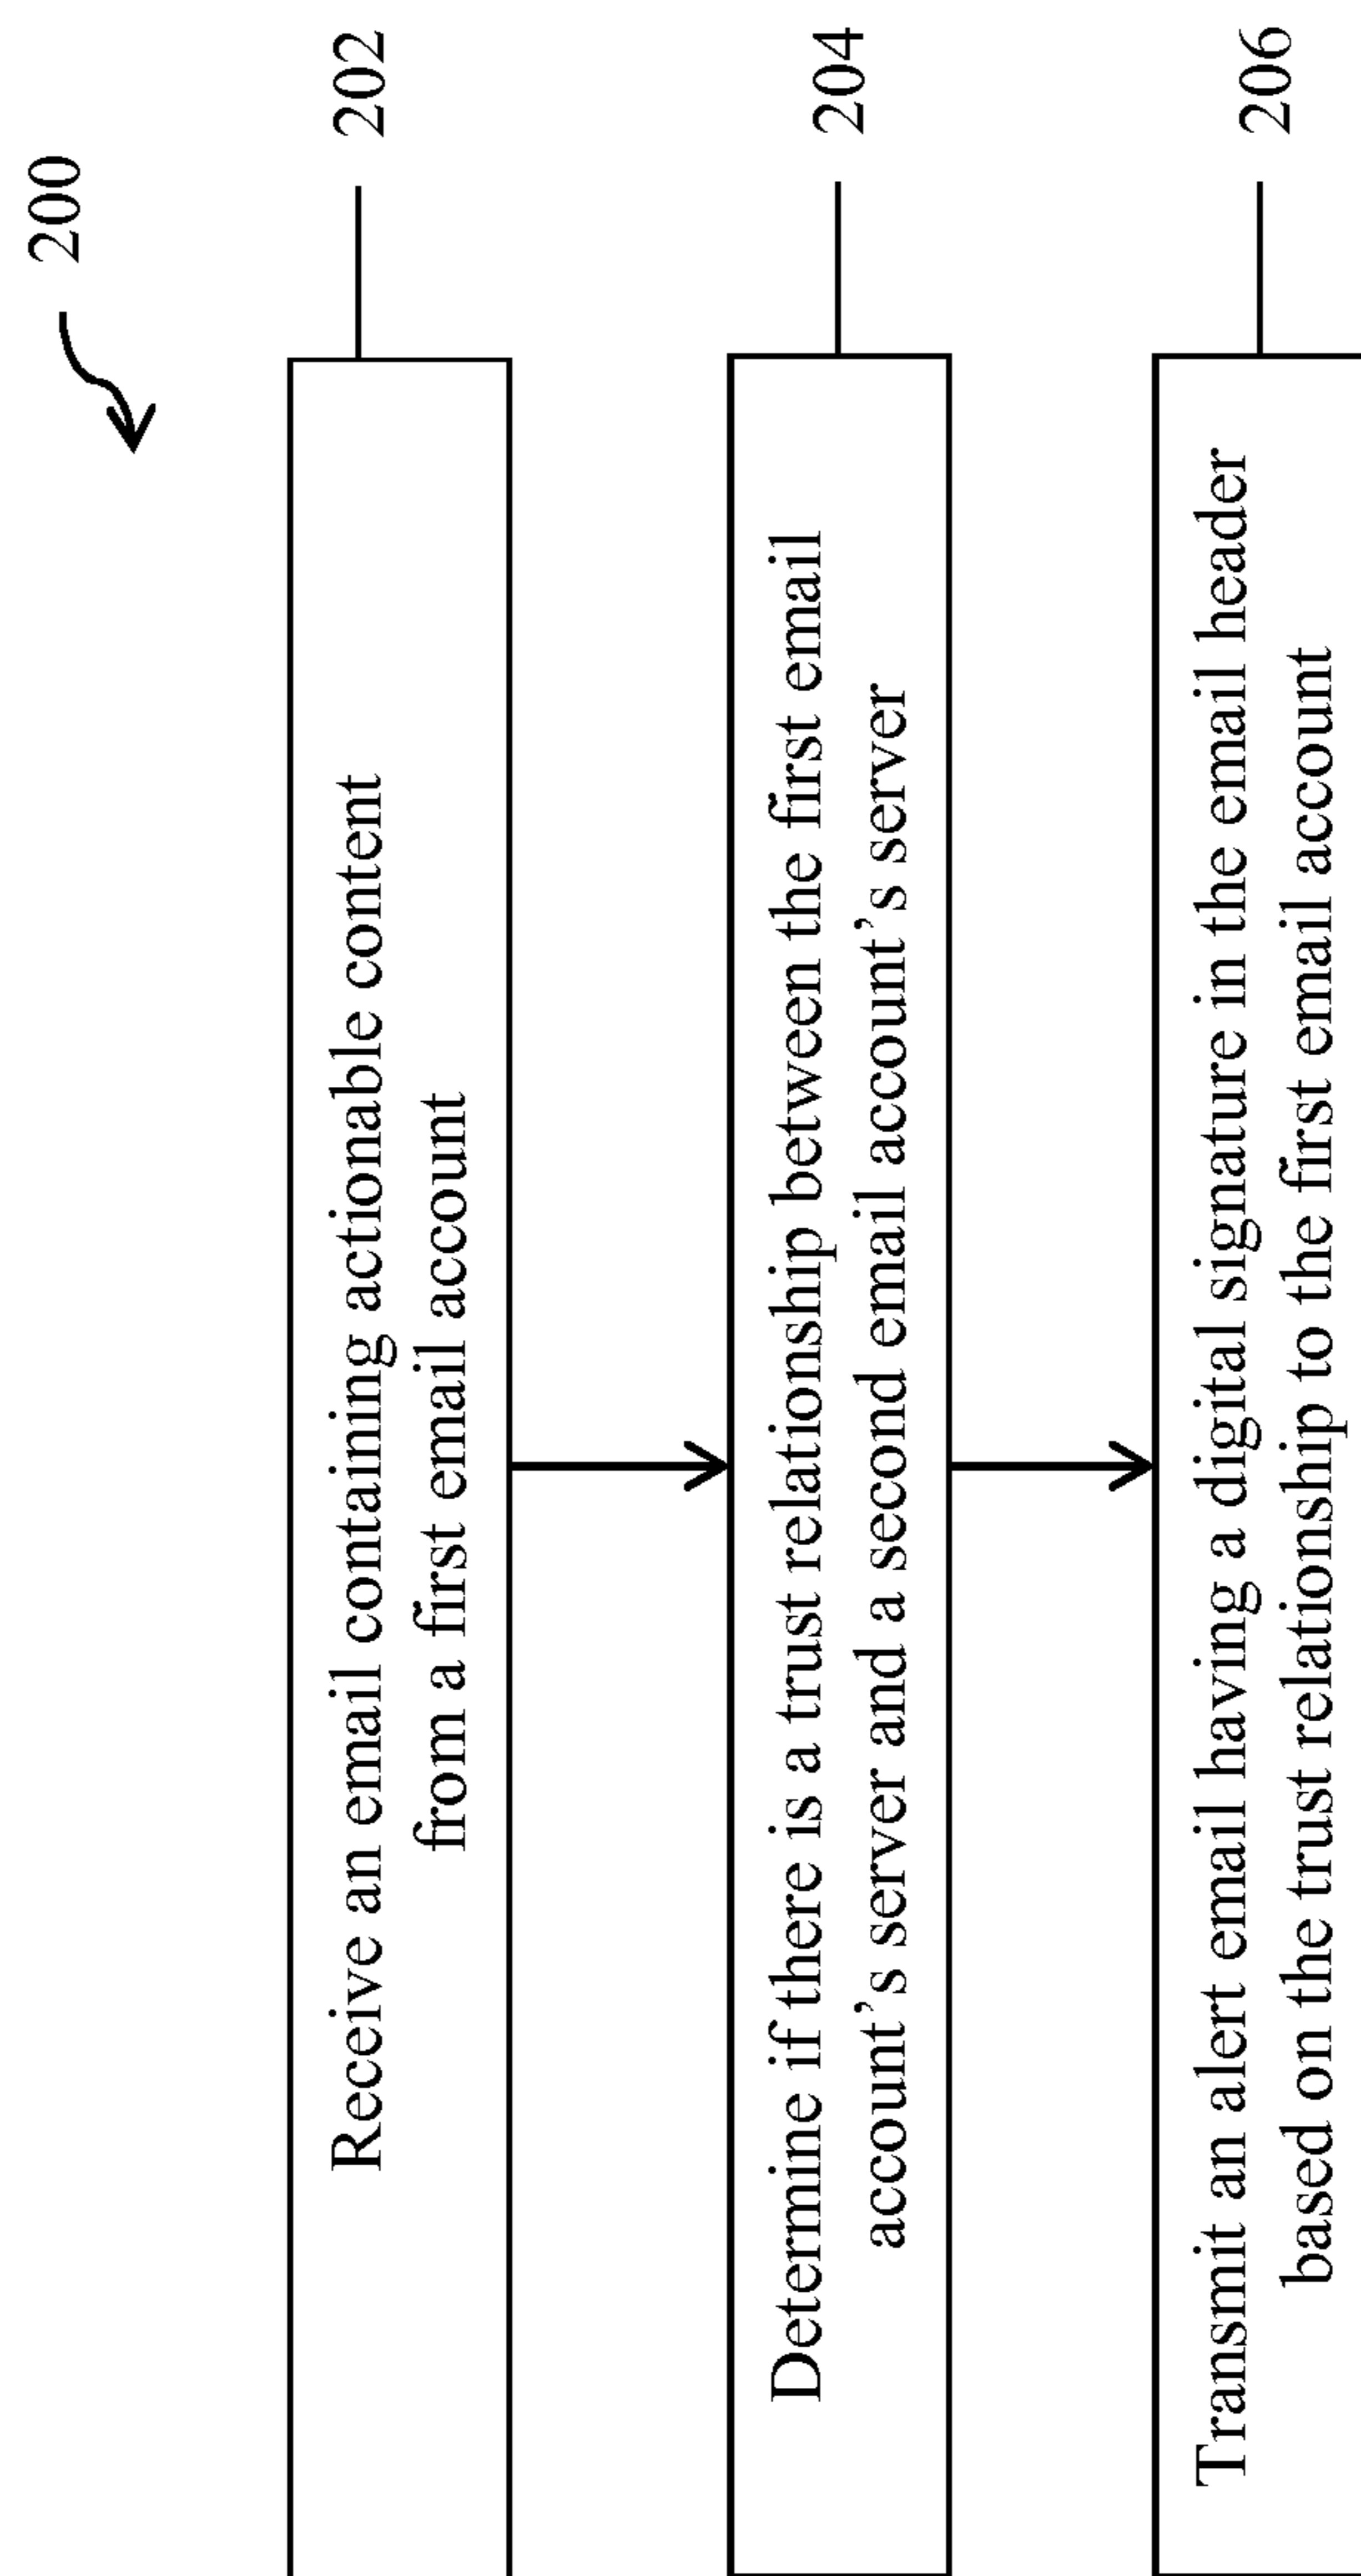 200
Receive an email containing actionable content
from a first email account
202
Determine if there is a trust relationship between the first email
account’s server and a second email account’s server
204
Transmit an alert email having a digital signature in the email header
based on the trust relationship to the first email account
206